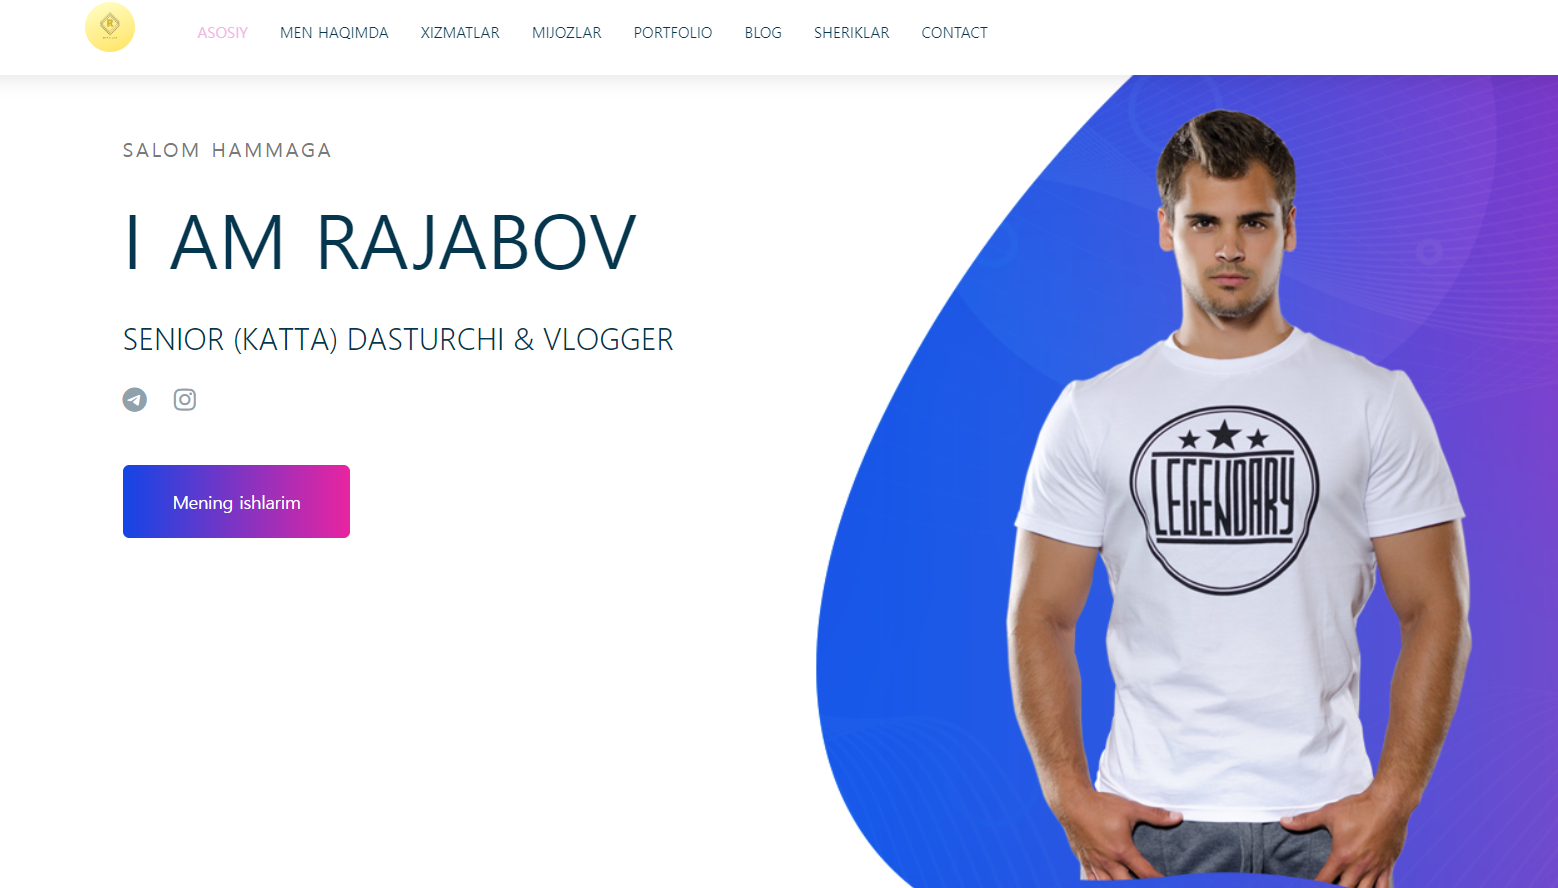 R
ASOSIY MEN HAQIMDA XIZMATLAR MIJOZLAR PORTFOLIO BLOG SHERIKLAR CONTACT
SALOM HAMMAGA
I AM RAJABOV
SENIOR (KATTA) DASTURCHI & VLOGGER
Mening ishlarim
LEGENDARY